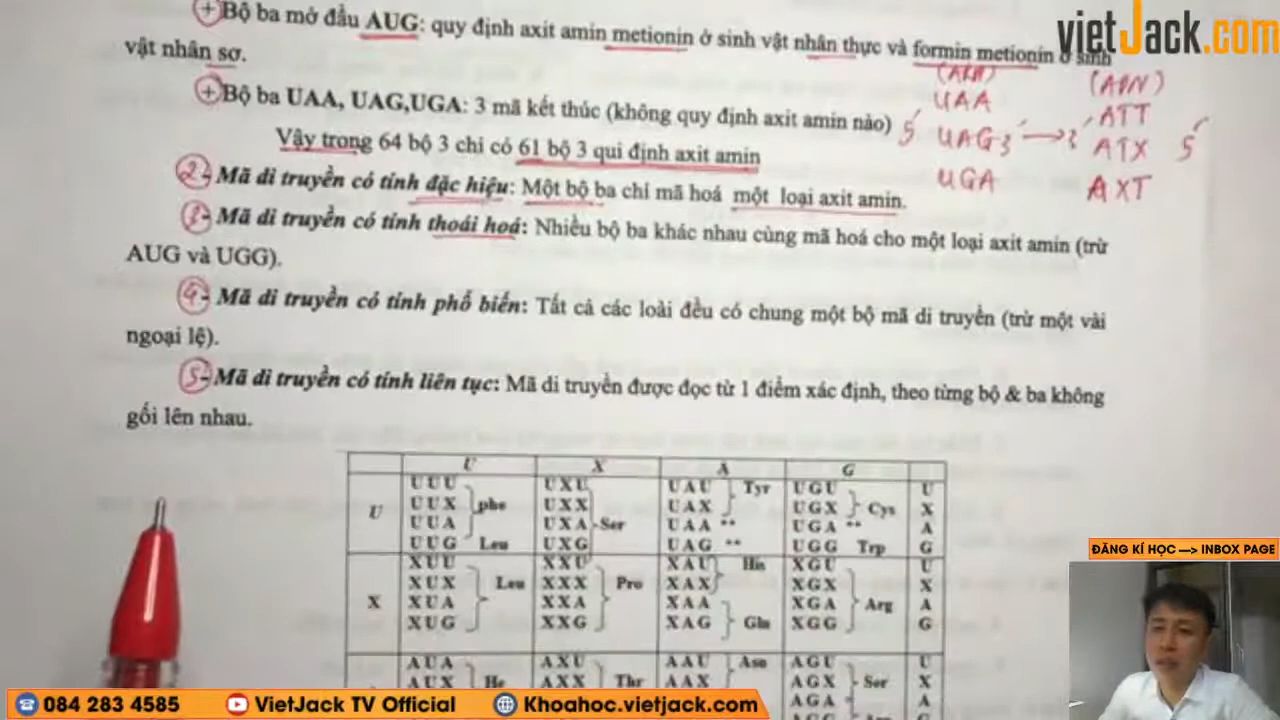 vietJack.com
+ Bộ ba mở đầu AUG: quy định axit amin metionin ở sinh vật nhân thực và formin metionin ở sinh
vật nhân sơ.
+ Bộ ba UAA, UAG,UGA: 3 mã kết thúc (không quy định axit amin nào)
Vậy trong 64 bộ 3 chỉ có 61 bộ 3 qui định axit amin
(ARN) (ADN)
UAA ATT
5' UAG 3' → 3' ATX 5'
UGA AXT
2- Mã di truyền có tính đặc hiệu: Một bộ ba chỉ mã hoá một loại axit amin.
3- Mã di truyền có tính thoái hoá: Nhiều bộ ba khác nhau cùng mã hoá cho một loại axit amin (trừ
AUG và UGG).
4- Mã di truyền có tính phổ biến: Tất cả các loài đều có chung một bộ mã di truyền (trừ một vài
ngoại lệ).
5- Mã di truyền có tính liên tục: Mã di truyền được đọc từ 1 điểm xác định, theo từng bộ & ba không
gối lên nhau.
U X A G
U
UUU UXU UAU Tyr UGU U
UUX phe UXX UAX UGX Cys X
UUA UXA Ser UAA ** UGA ** A
UUG Leu UXG UAG ** UGG Trp G
X
XUU XXU XAU His XGU U
XUX Leu XXX Pro XAX XGX X
XUA XXA XAA XGA Arg A
XUG XXG XAG Gln XGG G
AUA AXU AAU Asn AGU U
AUX He AXX Thr AAX AGX Ser X
AGA A
ĐĂNG KÍ HỌC —> INBOX PAGE
084 283 4585 VietJack TV Official Khoahoc.vietjack.com